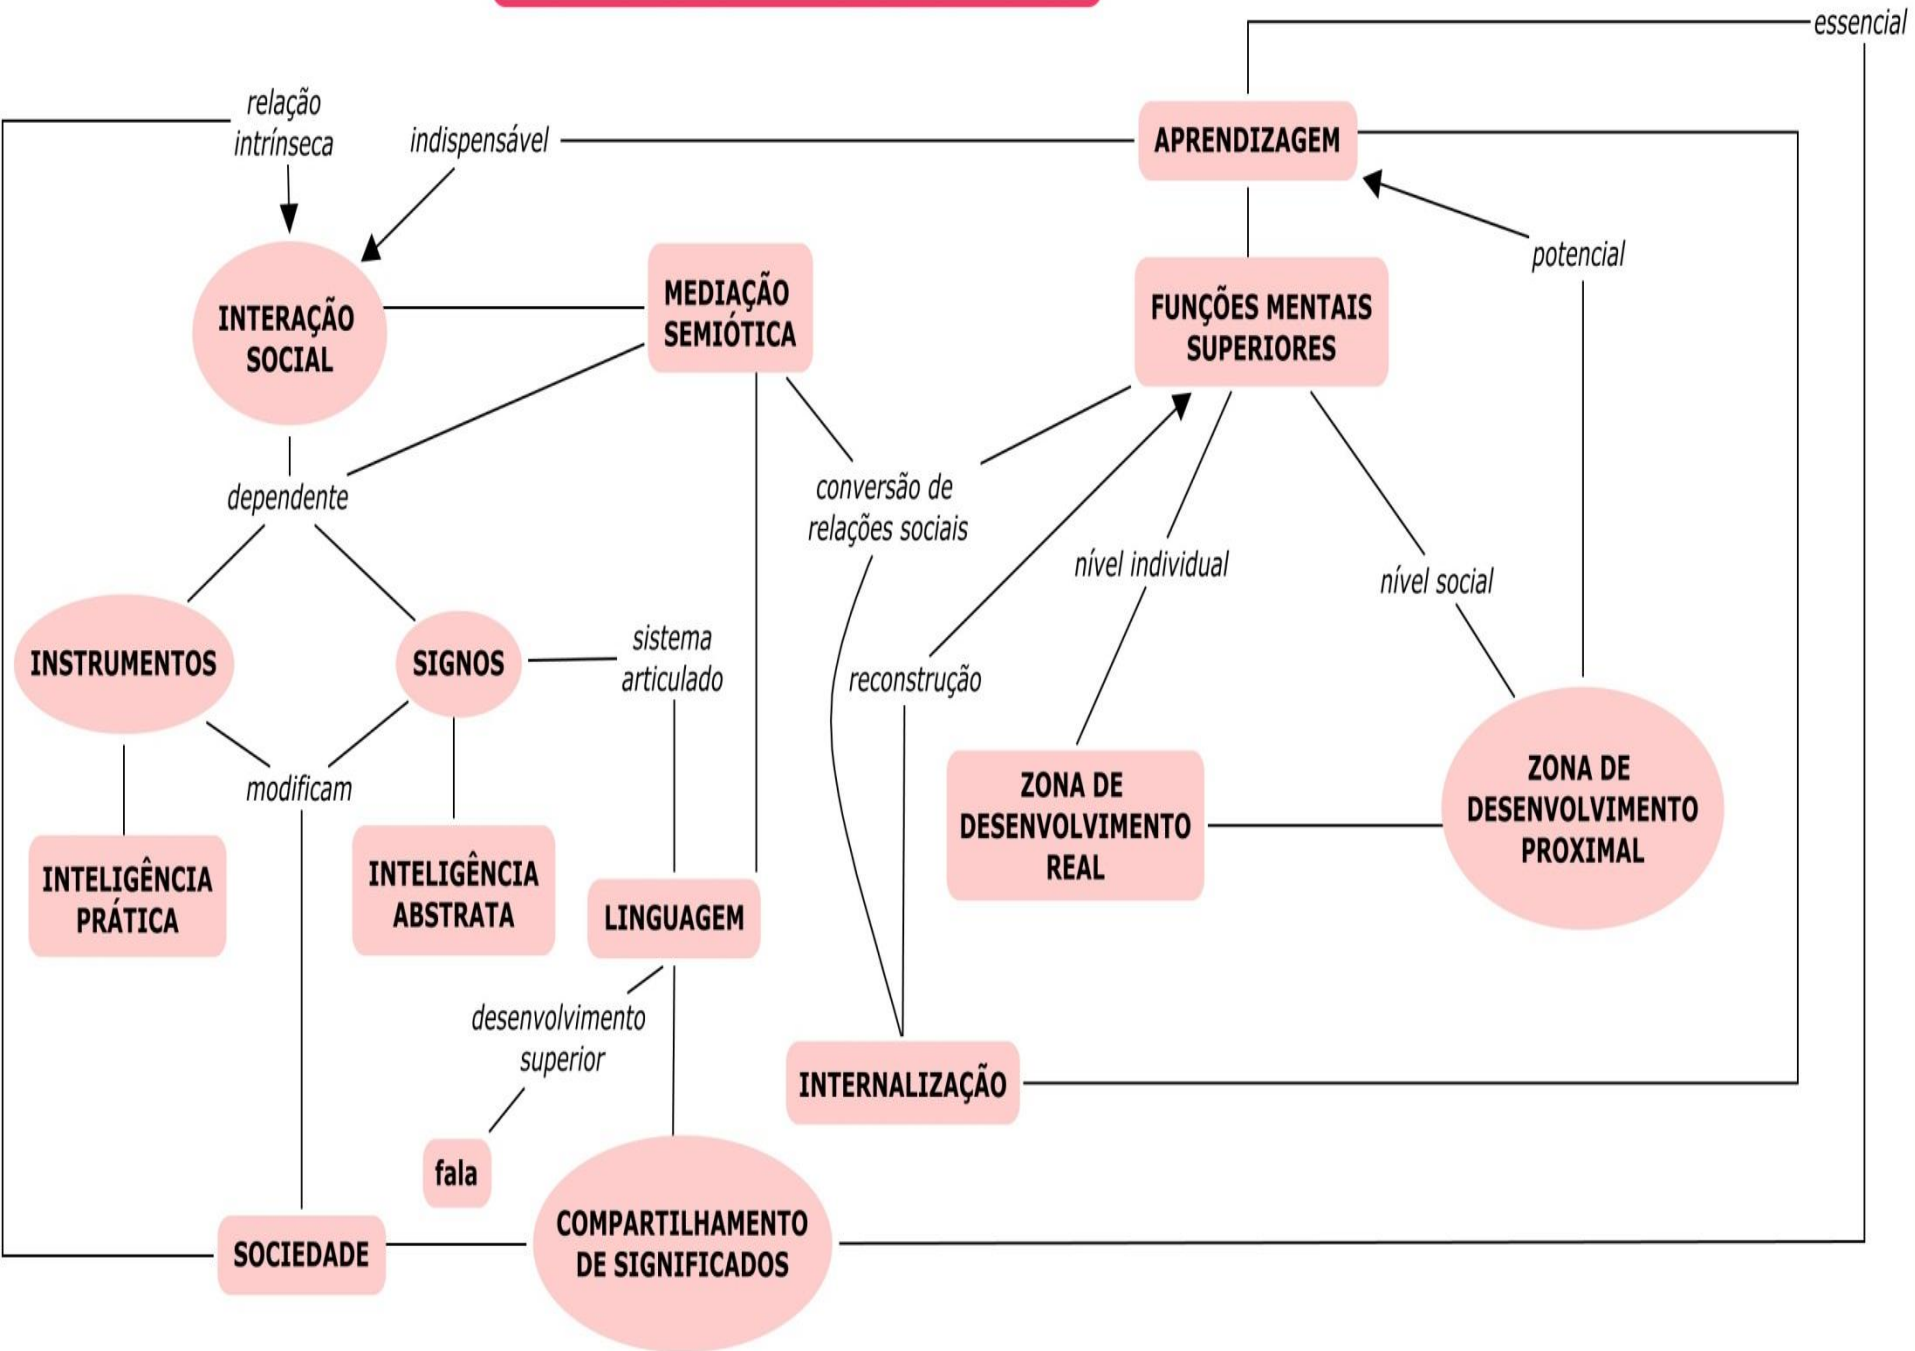 essencial
relação
intrínseca
indispensável
APRENDIZAGEM
potencial
INTERAÇÃO
SOCIAL
MEDIAÇÃO
SEMIÓTICA
FUNÇÕES MENTAIS
SUPERIORES
dependente
conversão de
relações sociais
nível individual
nível social
INSTRUMENTOS
SIGNOS
sistema
articulado
reconstrução
modificam
ZONA DE
DESENVOLVIMENTO
REAL
ZONA DE
DESENVOLVIMENTO
PROXIMAL
INTELIGÊNCIA
PRÁTICA
INTELIGÊNCIA
ABSTRATA
LINGUAGEM
desenvolvimento
superior
INTERNALIZAÇÃO
fala
SOCIEDADE
COMPARTILHAMENTO
DE SIGNIFICADOS